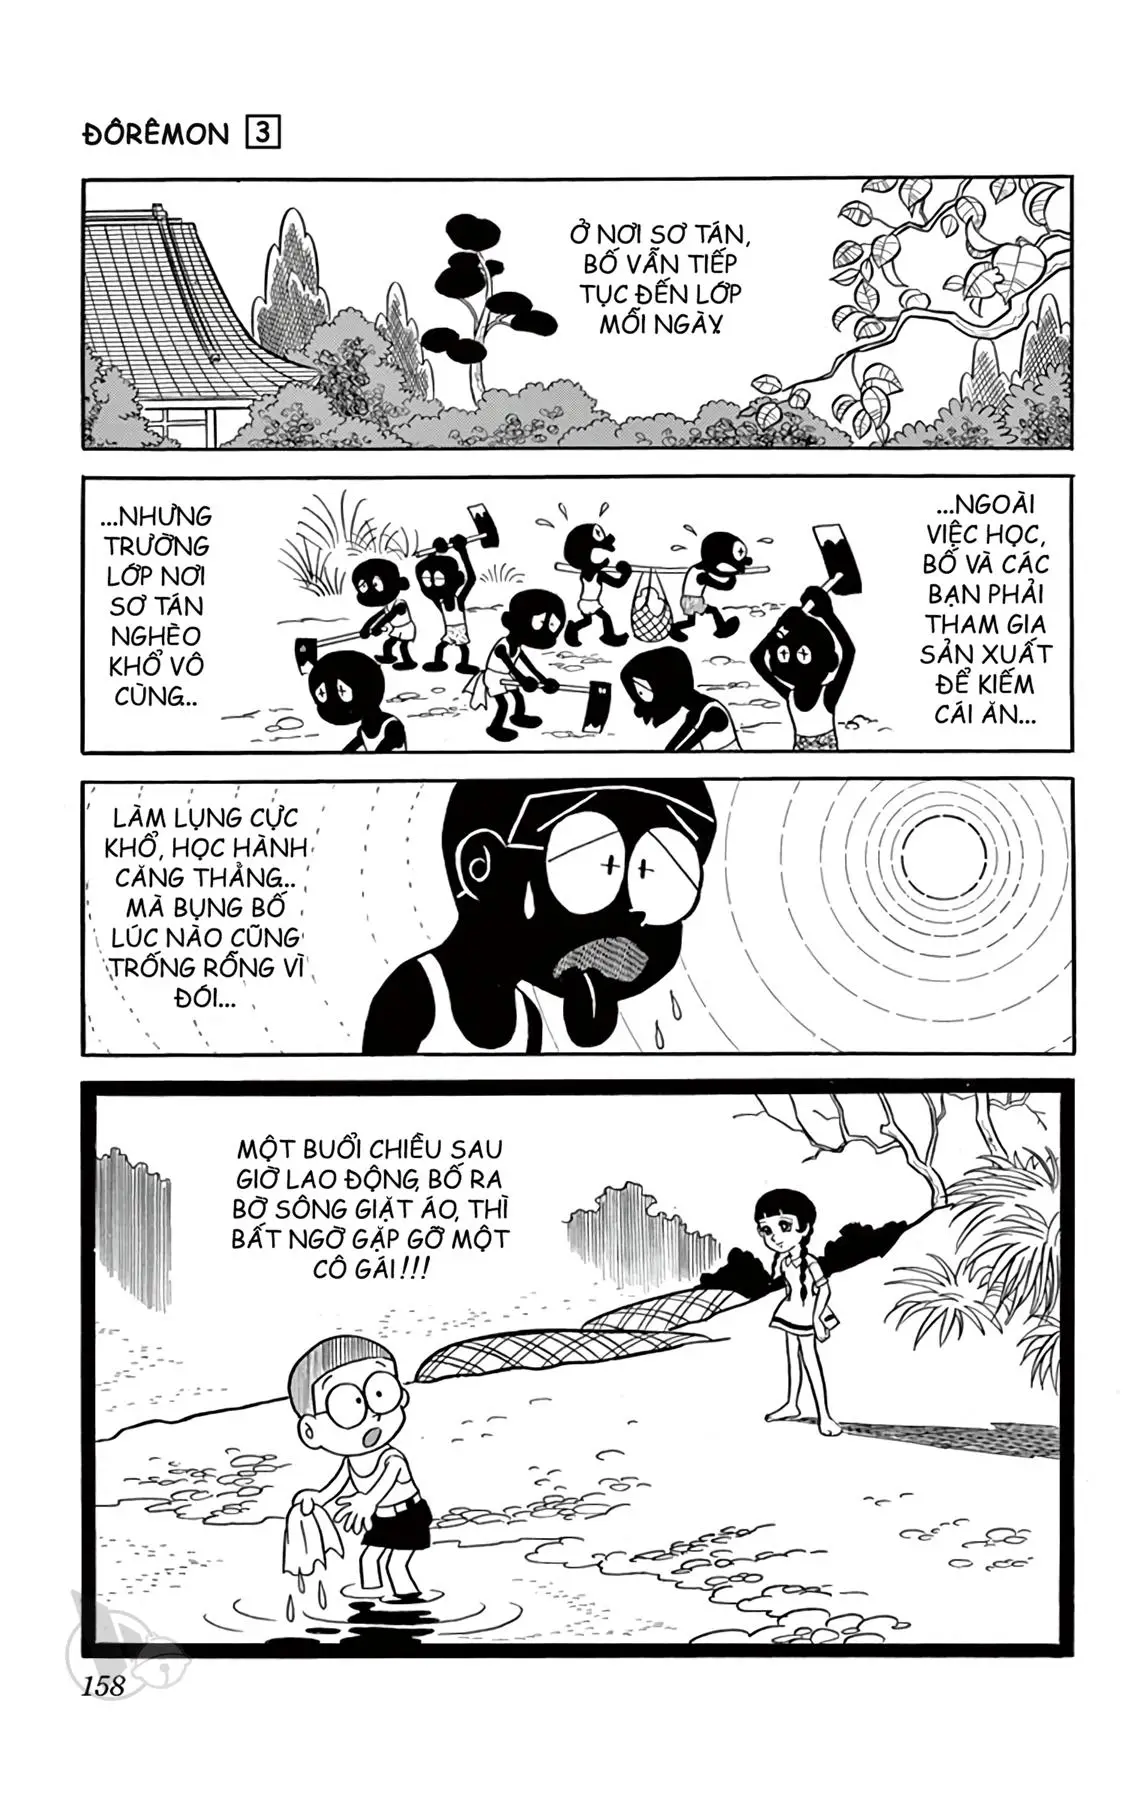 ĐÔRÊMON 3
Ở NƠI SƠ TÁN,
BỐ VẪN TIẾP
TỤC ĐẾN LỚP
MỖI NGÀY.
...NGOÀI
VIỆC HỌC,
BỐ VÀ CÁC
BẠN PHẢI
THAM GIA
SẢN XUẤT
ĐỂ KIẾM
CÁI ĂN...
...NHƯNG
TRƯỜNG
LỚP NƠI
SƠ TÁN
NGHÈO
KHỔ VÔ
CÙNG..
LÀM LỤNG CỰC
KHỔ, HỌC HÀNH
CĂNG THẲNG..
MÀ BỤNG BỐ
LÚC NÀO CŨNG
TRỐNG RỖNG VÌ
ĐÓI...
MỘT BUỔI CHIỀU SAU
GIỜ LAO ĐỘNG, BỐ RA
BỜ SÔNG GIẶT ÁO, THÌ
BẤT NGỜ GẶP GỠ MỘT
CÔ GÁI!!!
158